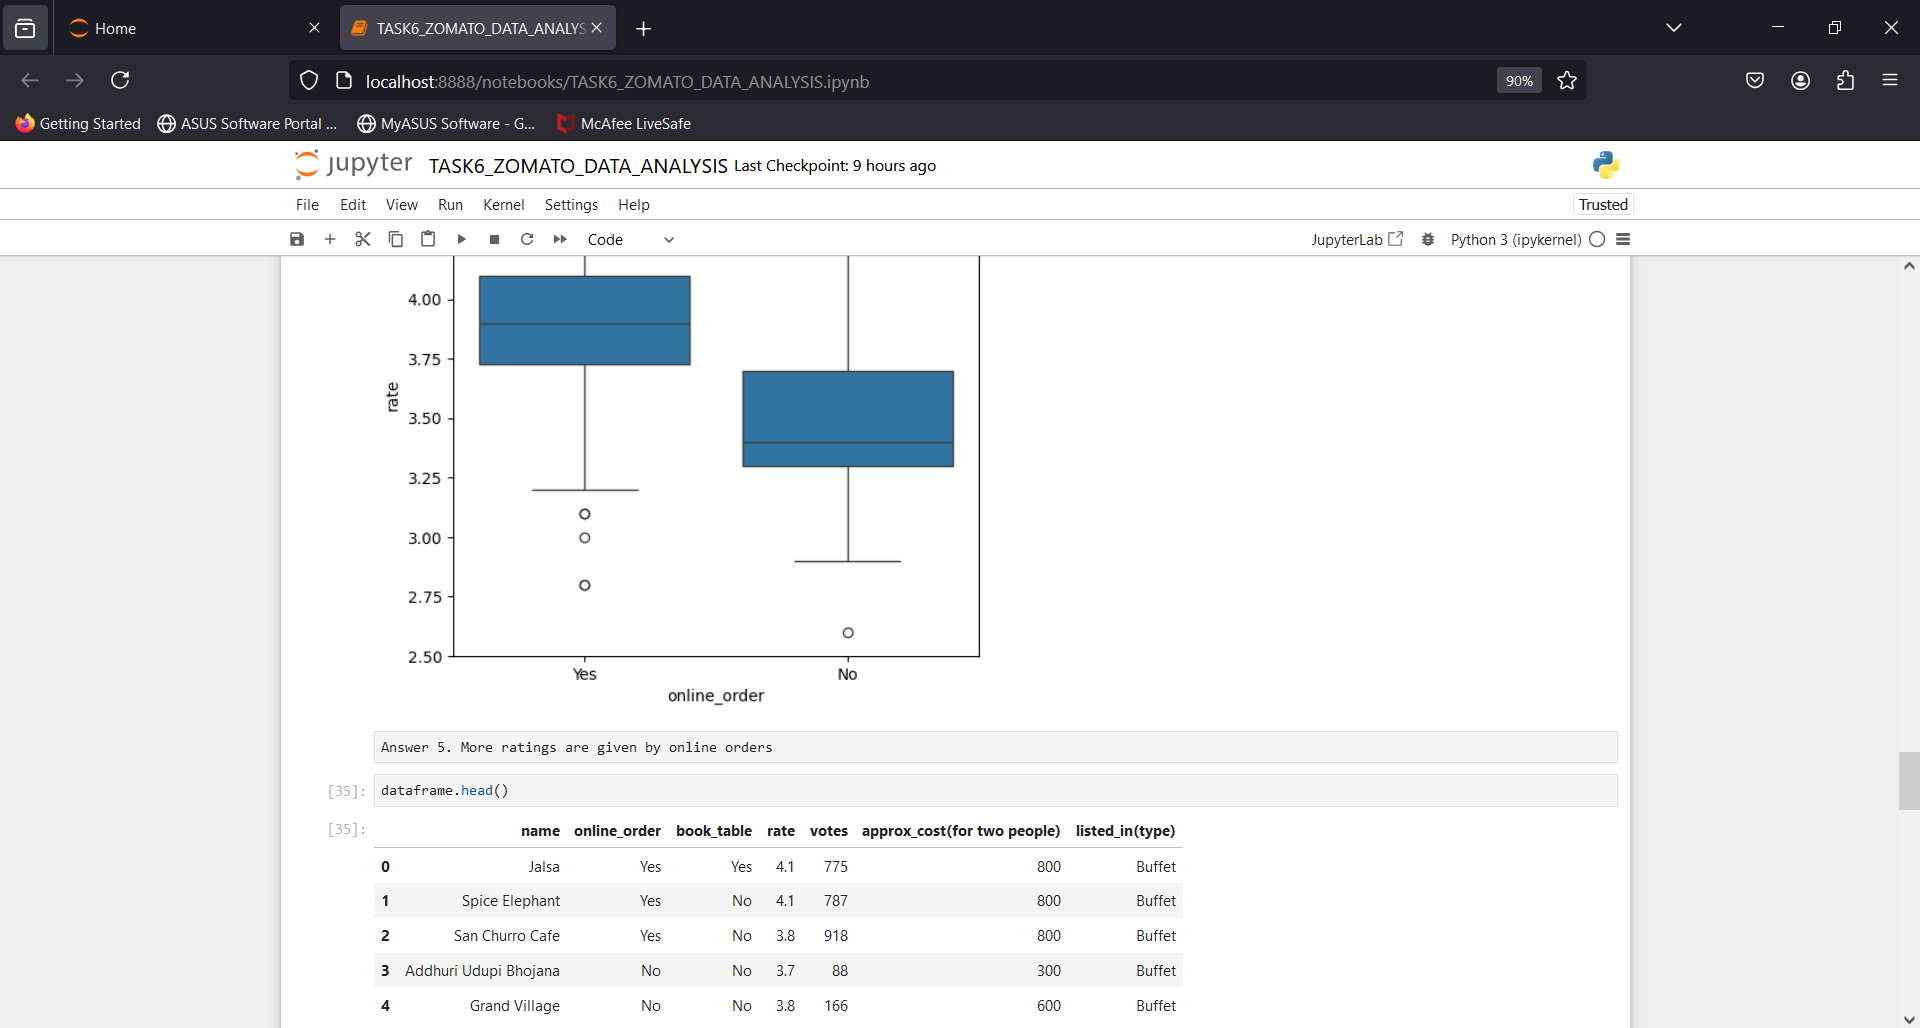 Home
TASK6_ZOMATO_DATA_ANALYS
localhost:8888/notebooks/TASK6_ZOMATO_DATA_ANALYSIS.ipynb 90%
Getting Started ASUS Software Portal ... MyASUS Software - G... McAfee LiveSafe
jupyter TASK6_ZOMATO_DATA_ANALYSIS Last Checkpoint: 9 hours ago
File Edit View Run Kernel Settings Help Trusted
Code JupyterLab Python 3 (ipykernel)
4.00
3.75
rate
3.50
3.25
3.00
2.75
2.50
Yes No
online_order
Answer 5. More ratings are given by online orders
[35]: dataframe.head()
[35]: name online_order book_table rate votes approx_cost(for two people) listed_in(type)
0 Jalsa Yes Yes 4.1 775 800 Buffet
1 Spice Elephant Yes No 4.1 787 800 Buffet
2 San Churro Cafe Yes No 3.8 918 800 Buffet
3 Addhuri Udupi Bhojana No No 3.7 88 300 Buffet
4 Grand Village No No 3.8 166 600 Buffet